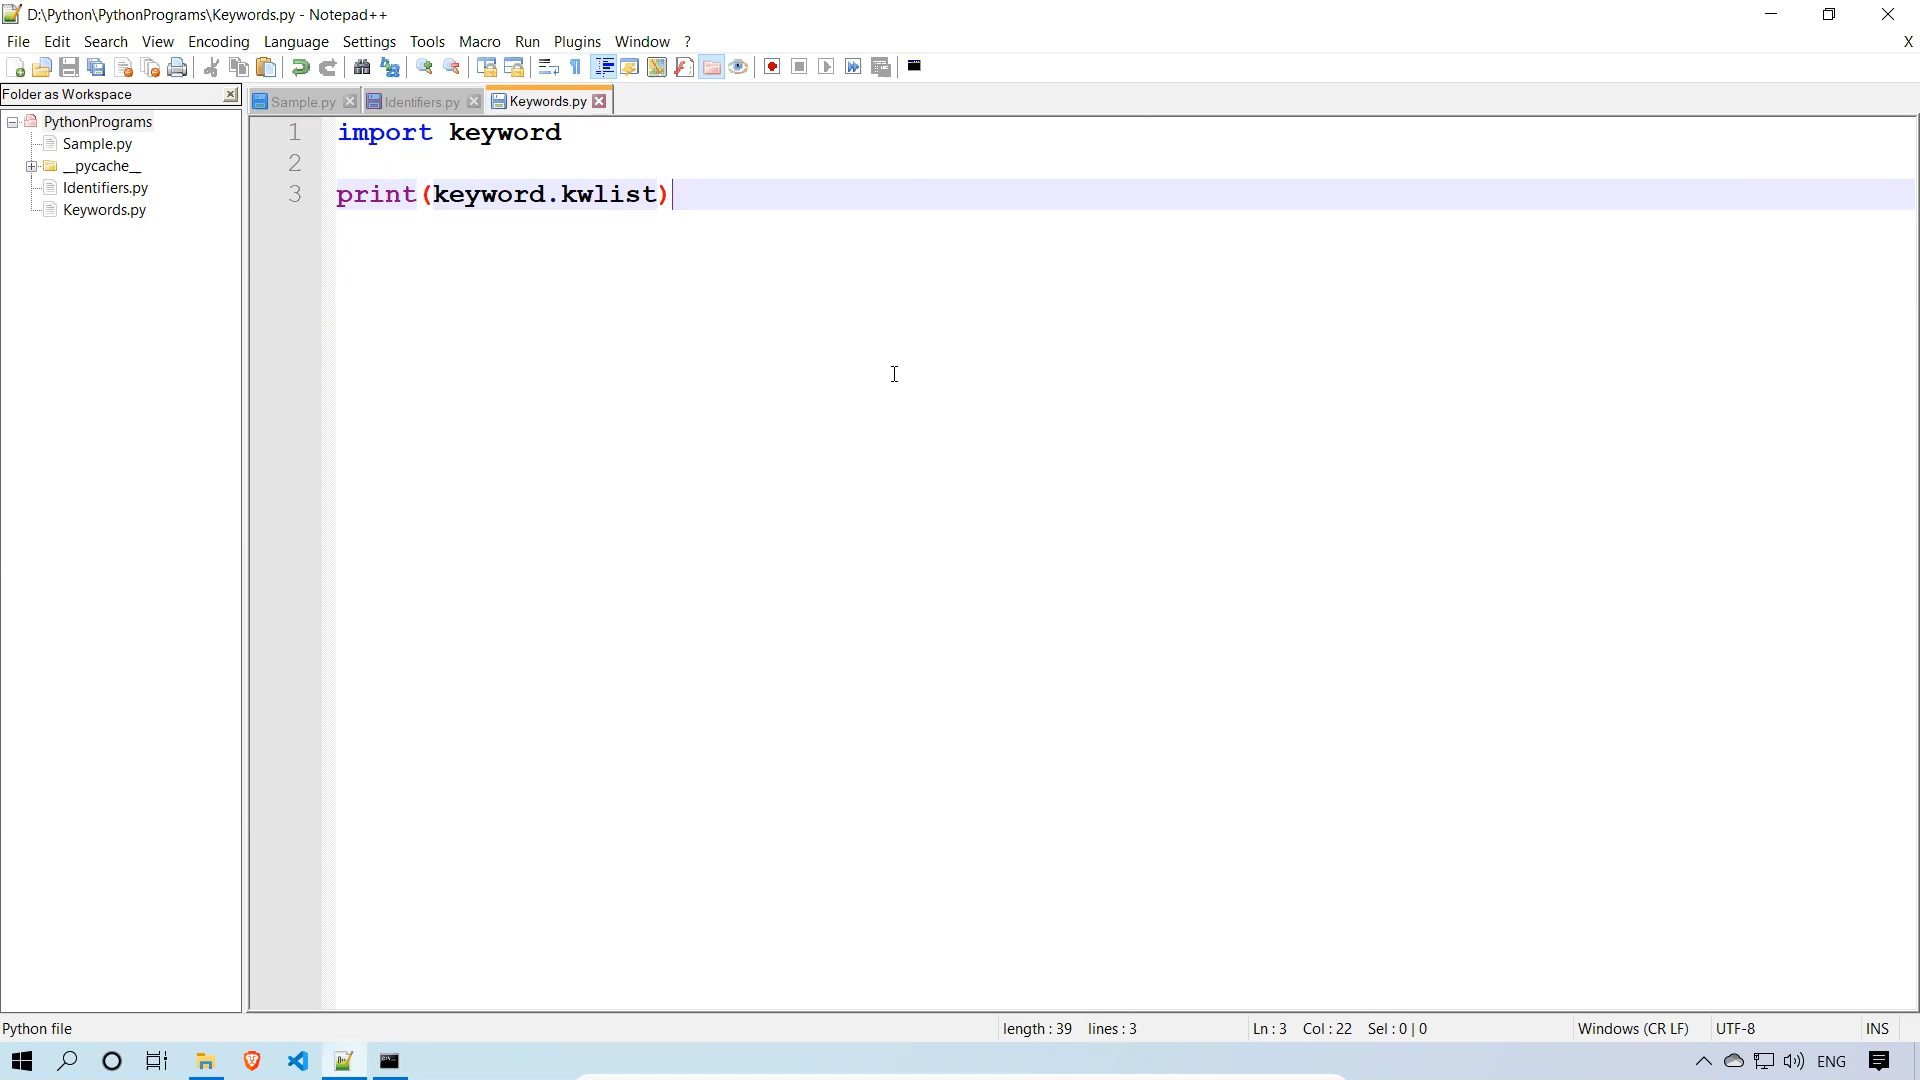 D:\Python\PythonPrograms\Keywords.py - Notepad++
File Edit Search View Encoding Language Settings Tools Macro Run Plugins Window ? X
Folder as Workspace
Sample.py Identifiers.py Keywords.py
PythonPrograms
Sample.py
__pycache__
Identifiers.py
Keywords.py
1 import keyword
2
3 print(keyword.kwlist)
Python file length : 39 lines : 3 Ln : 3 Col : 22 Sel : 0 | 0 Windows (CR LF) UTF-8 INS
ENG